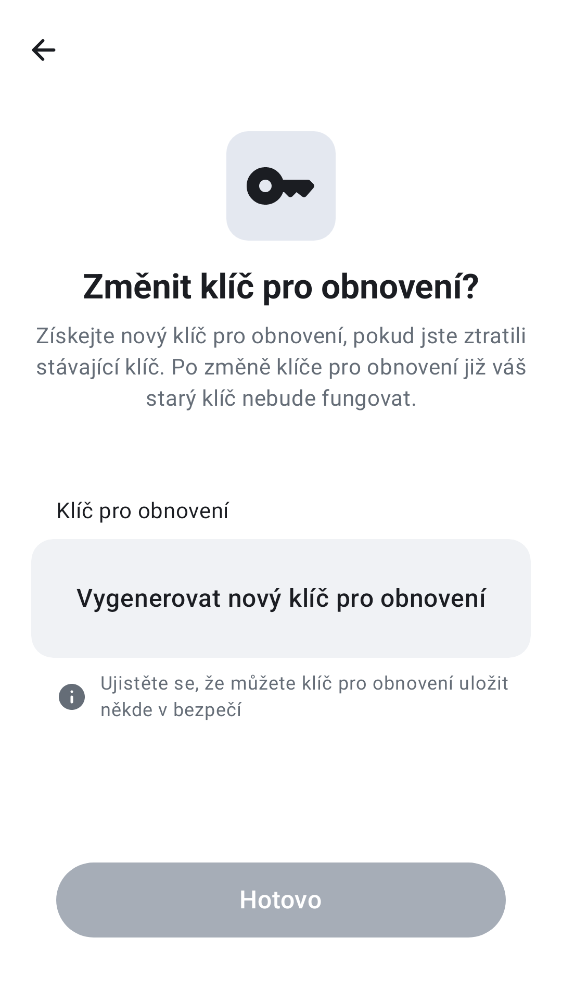 Změnit klíč pro obnovení?
Získejte nový klíč pro obnovení, pokud jste ztratili
stávající klíč. Po změně klíče pro obnovení již váš
starý klíč nebude fungovat.
Klíč pro obnovení
Vygenerovat nový klíč pro obnovení
Ujistěte se, že můžete klíč pro obnovení uložit
někde v bezpečí
Hotovo